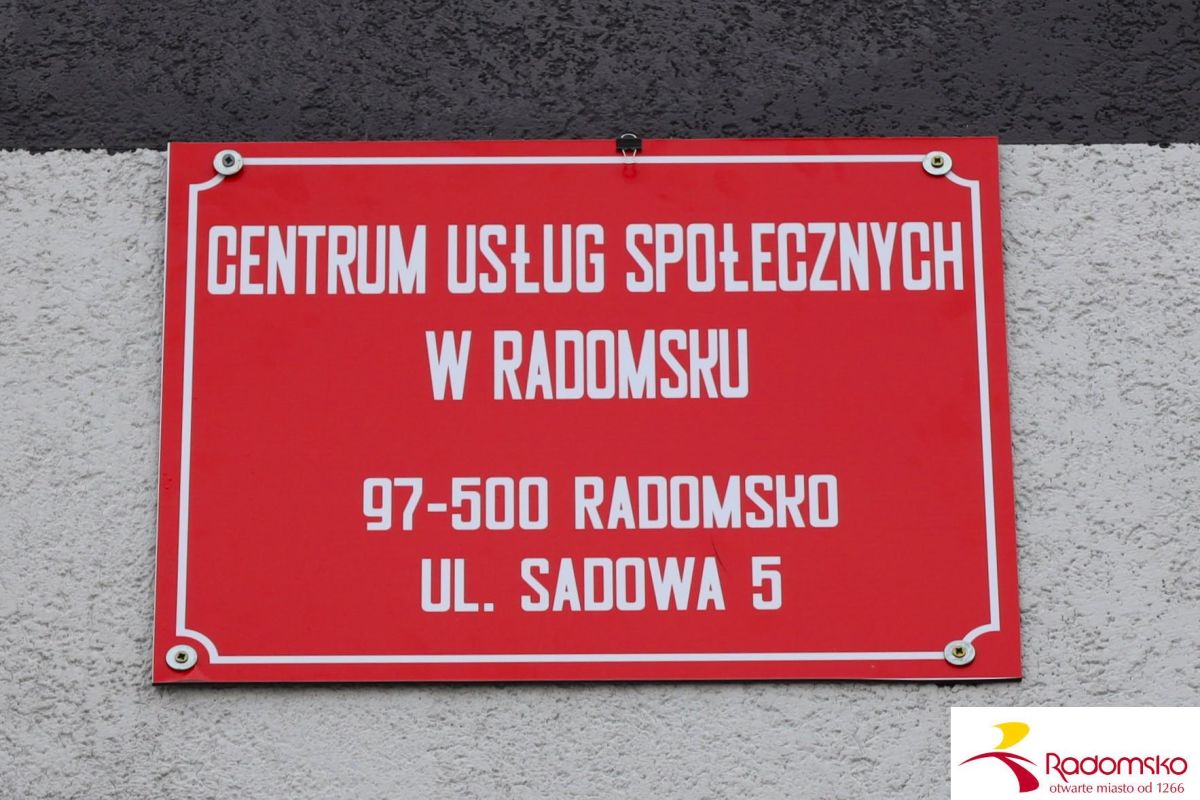 CENTRUM USŁUG SPOŁECZNYCH
W RADOMSKU
97-500 RADOMSKO
UL. SADOWA 5
Radomsko
otwarte miasto od 1266